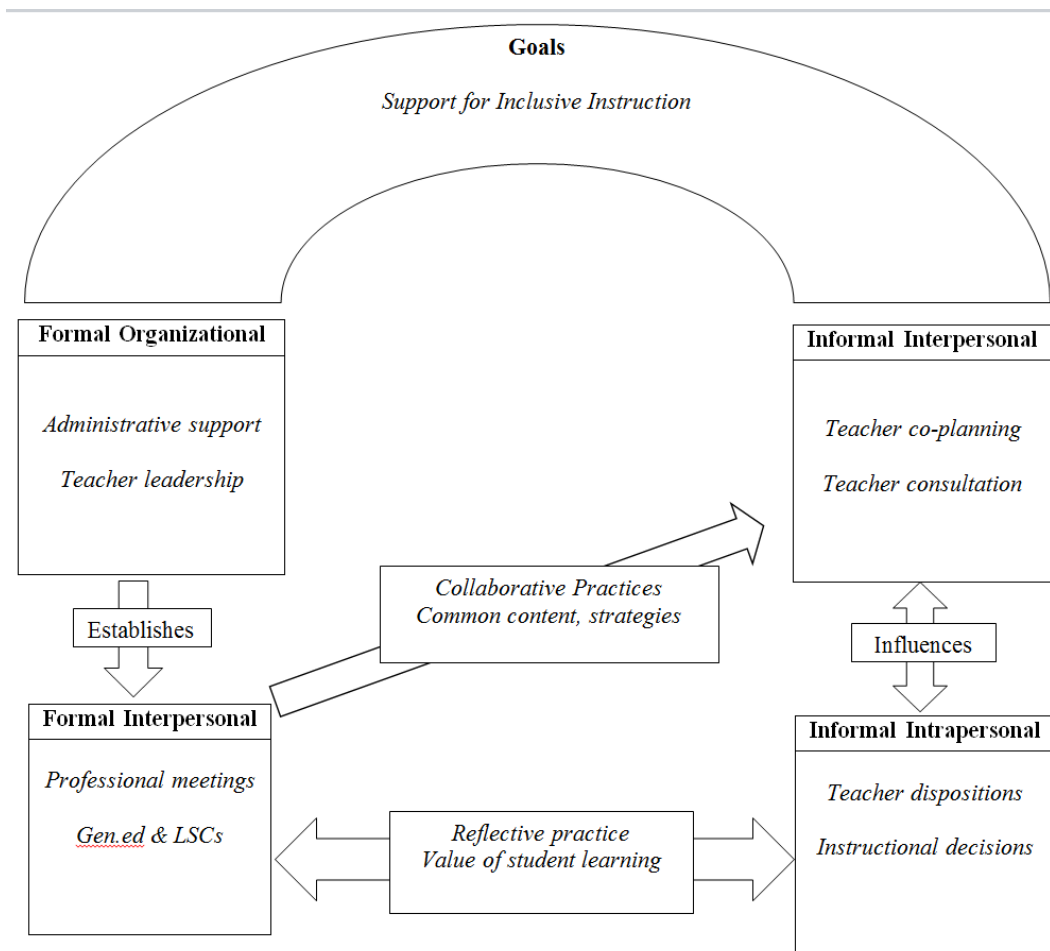 Goals
Support for Inclusive Instruction
Formal Organizational
Administrative support
Teacher leadership
Informal Interpersonal
Teacher co-planning
Teacher consultation
Establishes
Collaborative Practices
Common content, strategies
Influences
Formal Interpersonal
Professional meetings
Gen.ed & LSCs
Reflective practice
Value of student learning
Informal Intrapersonal
Teacher dispositions
Instructional decisions